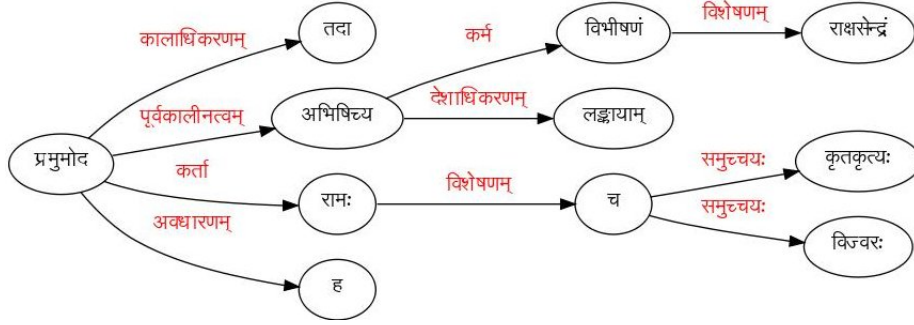 तदा
विभीषणं
विशेषणम्
राक्षसेन्द्रं
कालाधिकरणम्
कर्म
पूर्वकालीनत्वम्
अभिषिच्य
देशाधिकरणम्
लङ्कायाम्
प्रमुमोद
कर्ता
रामः
विशेषणम्
च
समुच्चयः
कृतकृत्यः
समुच्चयः
विज्वरः
अवधारणम्
ह